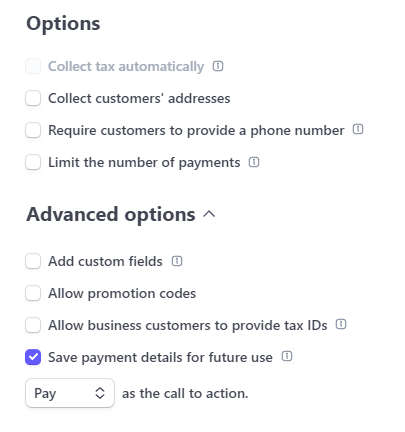 Options
Collect tax automatically
Collect customers' addresses
Require customers to provide a phone number
Limit the number of payments
Advanced options
Add custom fields
Allow promotion codes
Allow business customers to provide tax IDs
Save payment details for future use
Pay as the call to action.